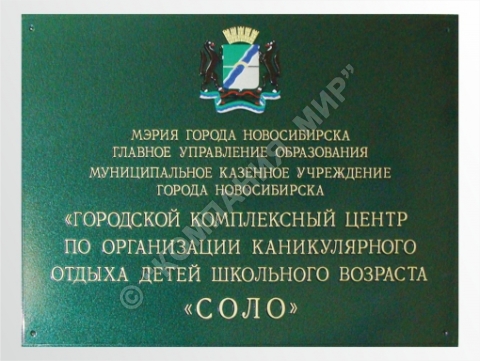 МЭРИЯ ГОРОДА НОВОСИБИРСКА
ГЛАВНОЕ УПРАВЛЕНИЕ ОБРАЗОВАНИЯ
МУНИЦИПАЛЬНОЕ КАЗЕННОЕ УЧРЕЖДЕНИЕ
ГОРОДА НОВОСИБИРСКА
«ГОРОДСКОЙ КОМПЛЕКСНЫЙ ЦЕНТР
ПО ОРГАНИЗАЦИИ КАНИКУЛЯРНОГО
ОТДЫХА ДЕТЕЙ ШКОЛЬНОГО ВОЗРАСТА
«СОЛО»
© "КОМПАНИЯ МИР"